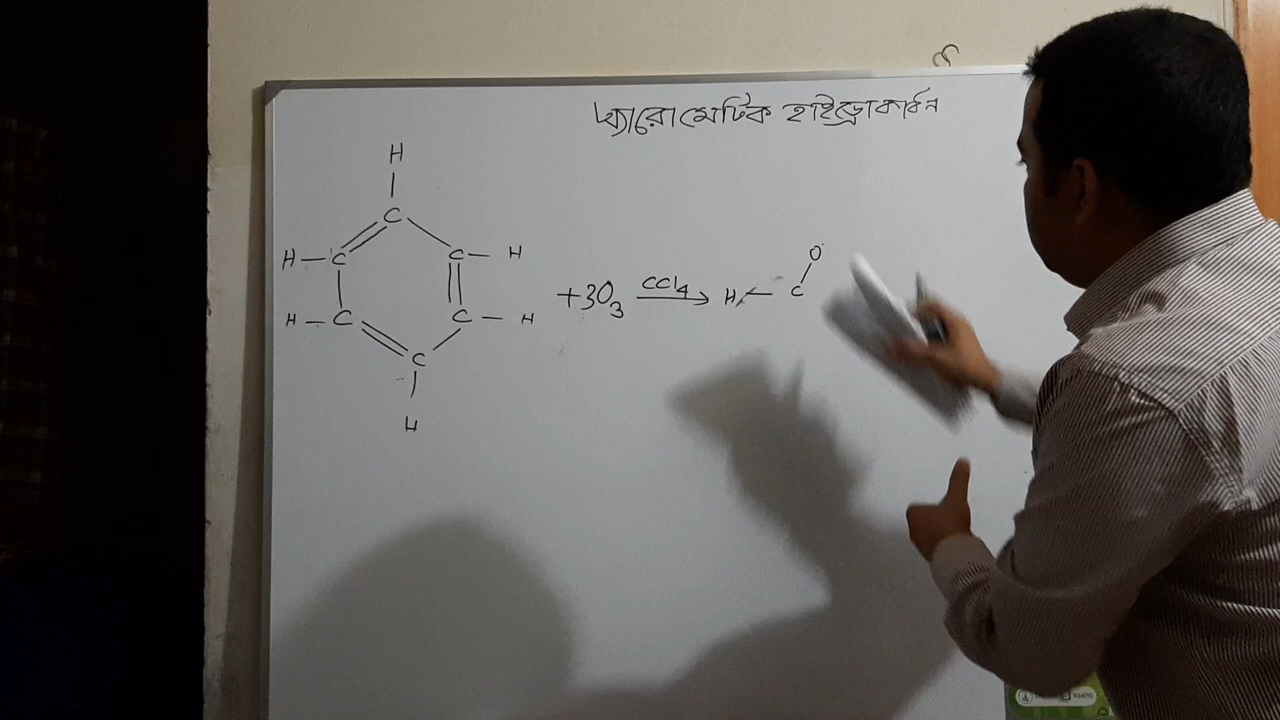 অ্যারোমেটিক হাইড্রোকার্বন
H
C
H — C C — H
H — C C — H
C
H
+3O₃ CCl₄ → H — C
O